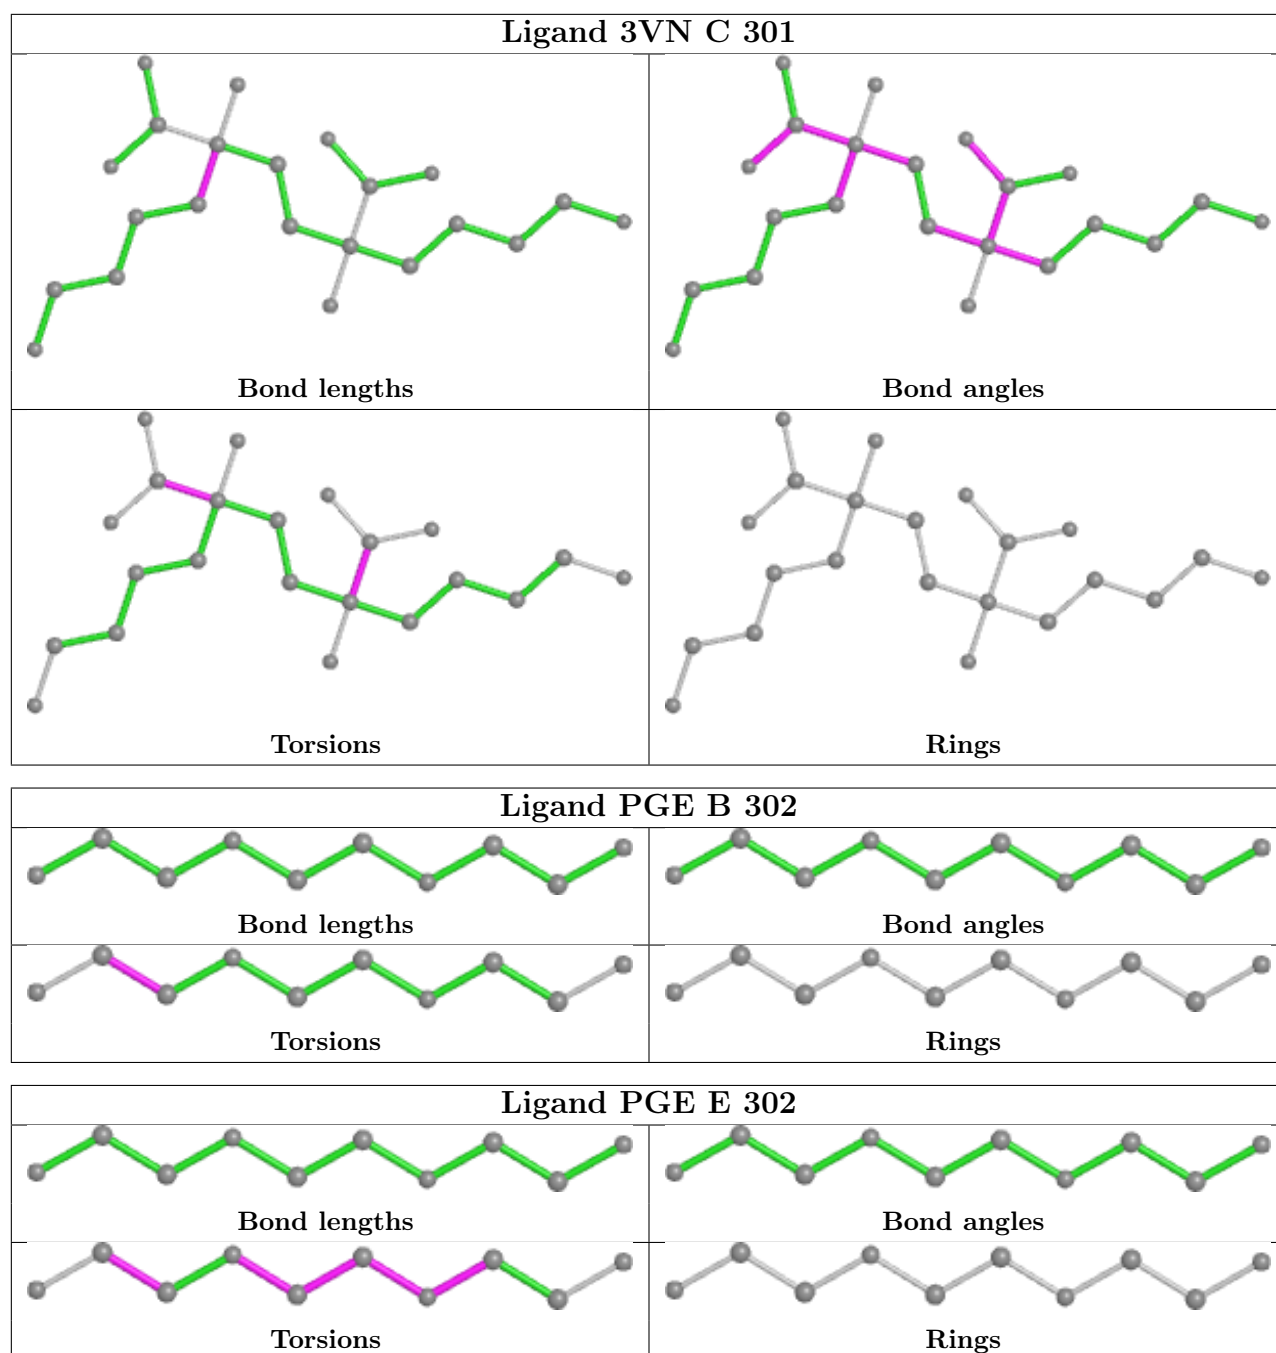 Ligand 3VN C 301
Bond lengths
Bond angles
Torsions
Rings
Ligand PGE B 302
Bond lengths
Bond angles
Torsions
Rings
Ligand PGE E 302
Bond lengths
Bond angles
Torsions
Rings